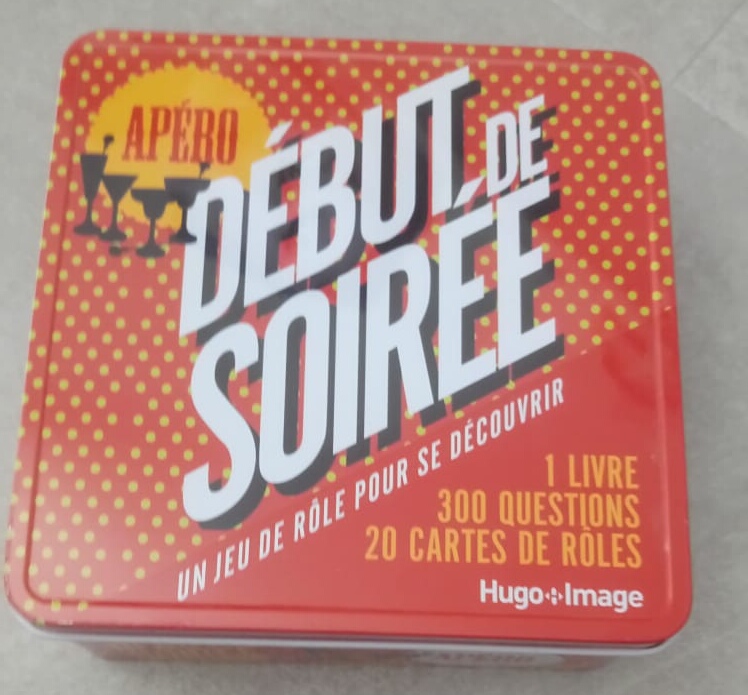 APÉRO
DÉBUT DE
SOIRÉE
UN JEU DE RÔLE POUR SE DÉCOUVRIR
1 LIVRE
300 QUESTIONS
20 CARTES DE RÔLES
Hugo Image